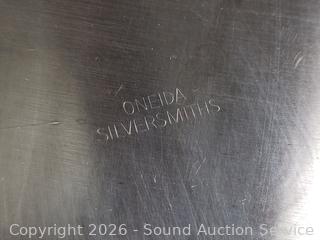 ONEIDA
SILVERSMITHS
Copyright 2026 - Sound Auction Service